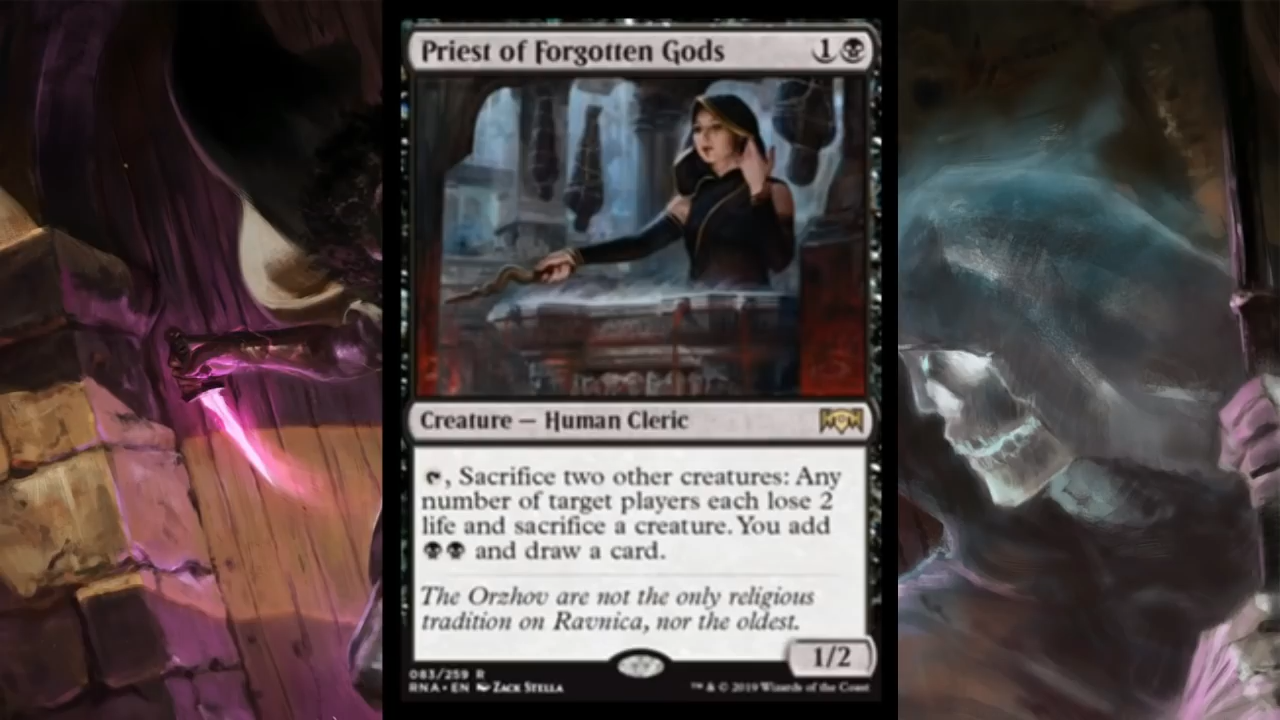 Priest of Forgotten Gods 1
Creature — Human Cleric
, Sacrifice two other creatures: Any
number of target players each lose 2
life and sacrifice a creature. You add
and draw a card.
The Orzhov are not the only religious
tradition on Ravnica, nor the oldest.
1/2
083/259 R
RNA • EN Zack Stella ™ & © 2019 Wizards of the Coast